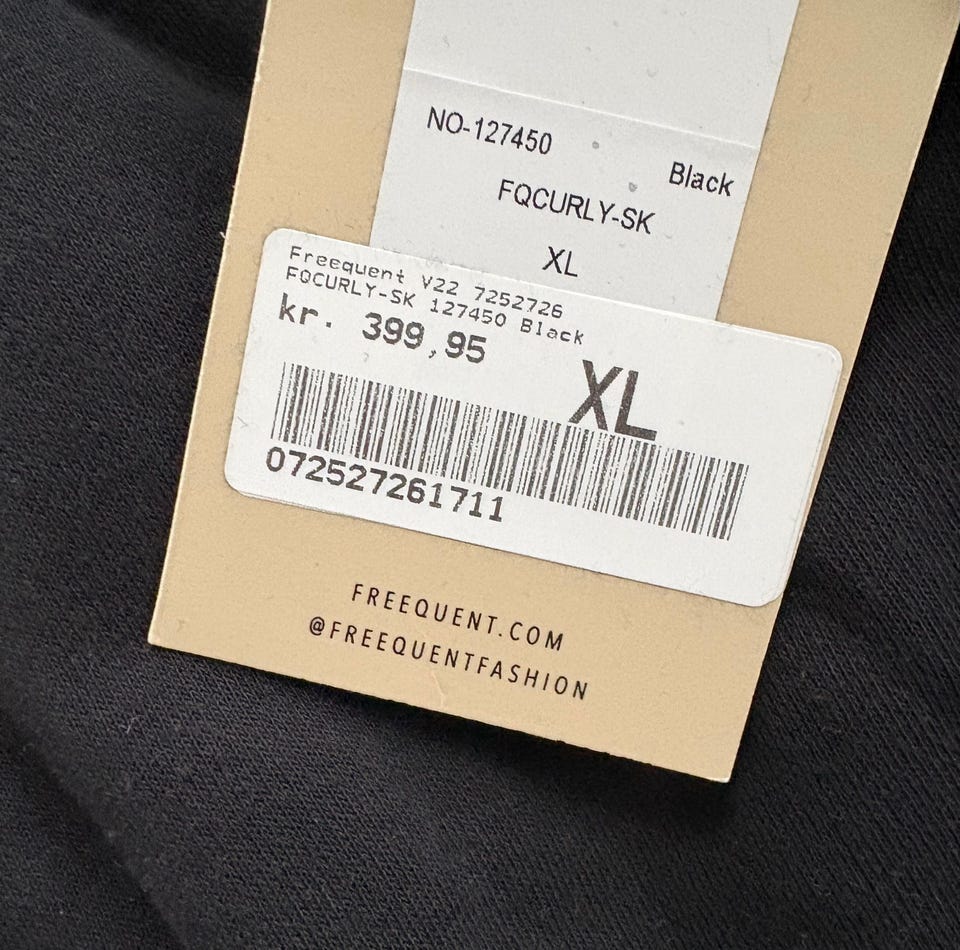 NO-127450
Black
FQCURLY-SK
XL
Freequent V22 7252726
FQCURLY-SK 127450 Black
kr. 399,95
XL
072527261711
FREEQUENT.COM
@FREEQUENTFASHION